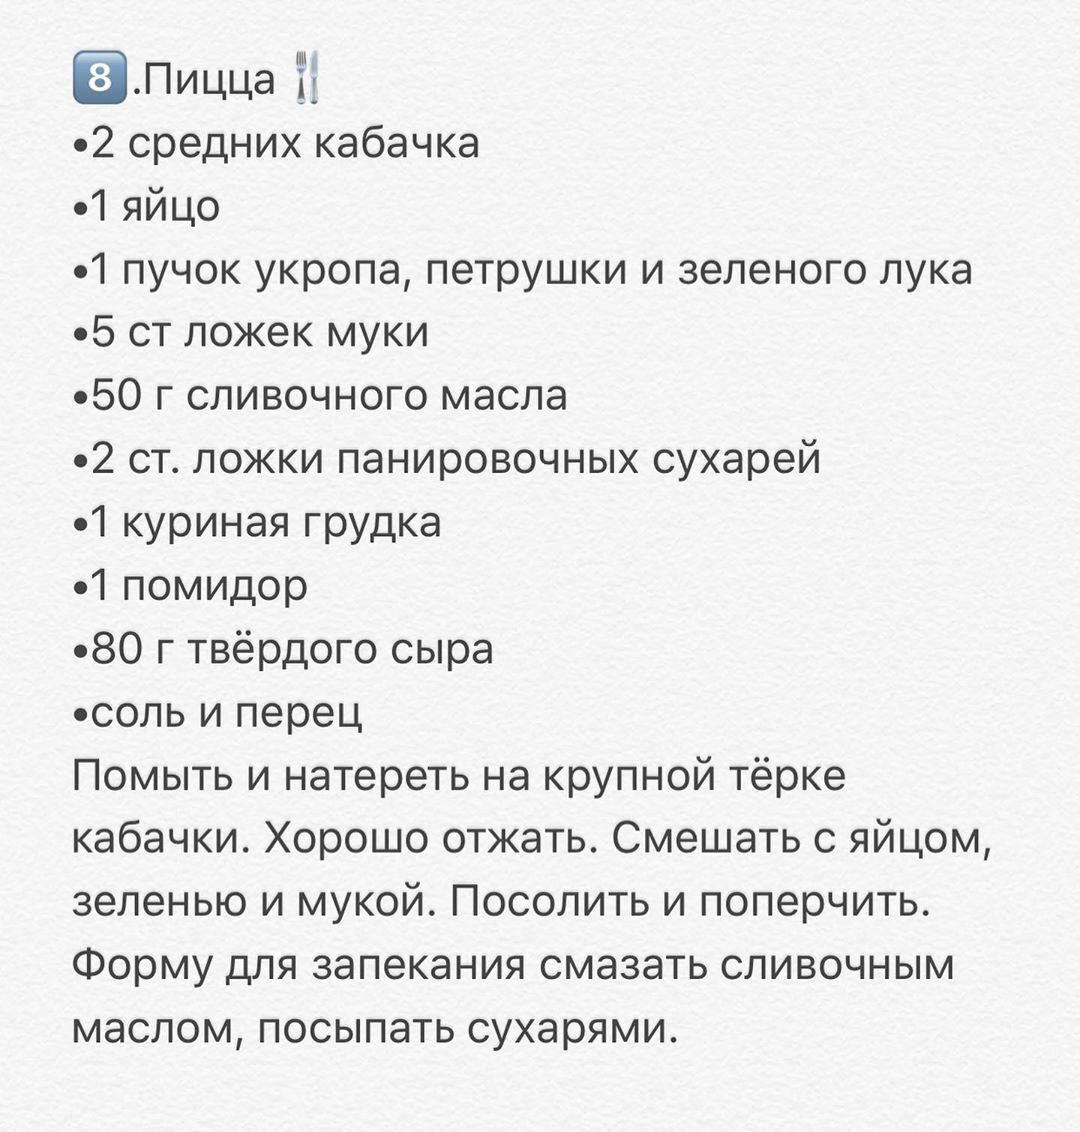 8️⃣.Пицца 🍴
•2 средних кабачка
•1 яйцо
•1 пучок укропа, петрушки и зеленого лука
•5 ст ложек муки
•50 г сливочного масла
•2 ст. ложки панировочных сухарей
•1 куриная грудка
•1 помидор
•80 г твёрдого сыра
•соль и перец
Помыть и натереть на крупной тёрке
кабачки. Хорошо отжать. Смешать с яйцом,
зеленью и мукой. Посолить и поперчить.
Форму для запекания смазать сливочным
маслом, посыпать сухарями.